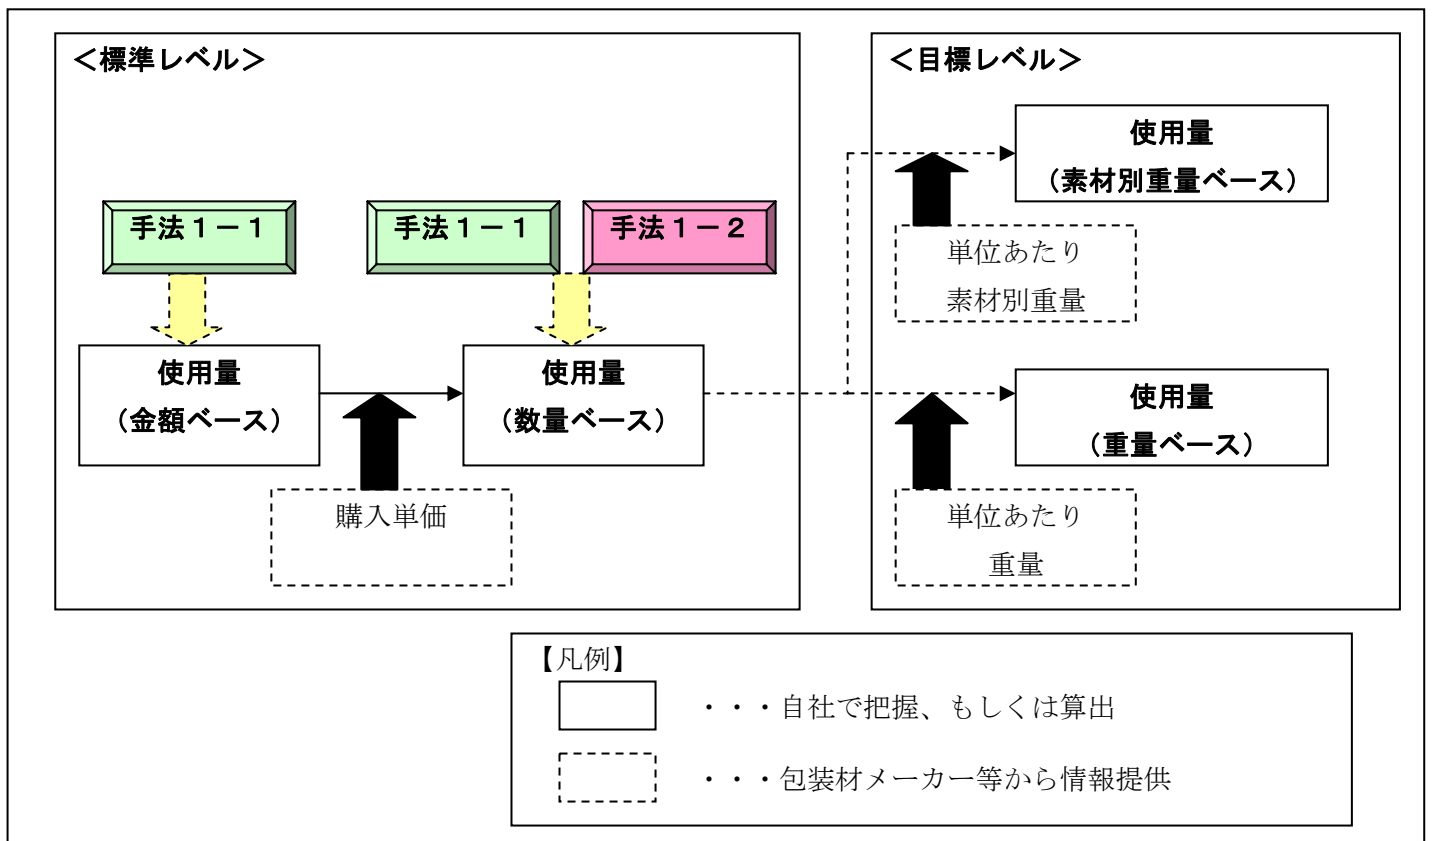 ＜標準レベル＞
手法１－１
手法１－１
手法１－２
使用量
（金額ベース）
使用量
（数量ベース）
購入単価
＜目標レベル＞
使用量
（素材別重量ベース）
単位あたり
素材別重量
使用量
（重量ベース）
単位あたり
重量
【凡例】
・・・自社で把握、もしくは算出
・・・包装材メーカー等から情報提供